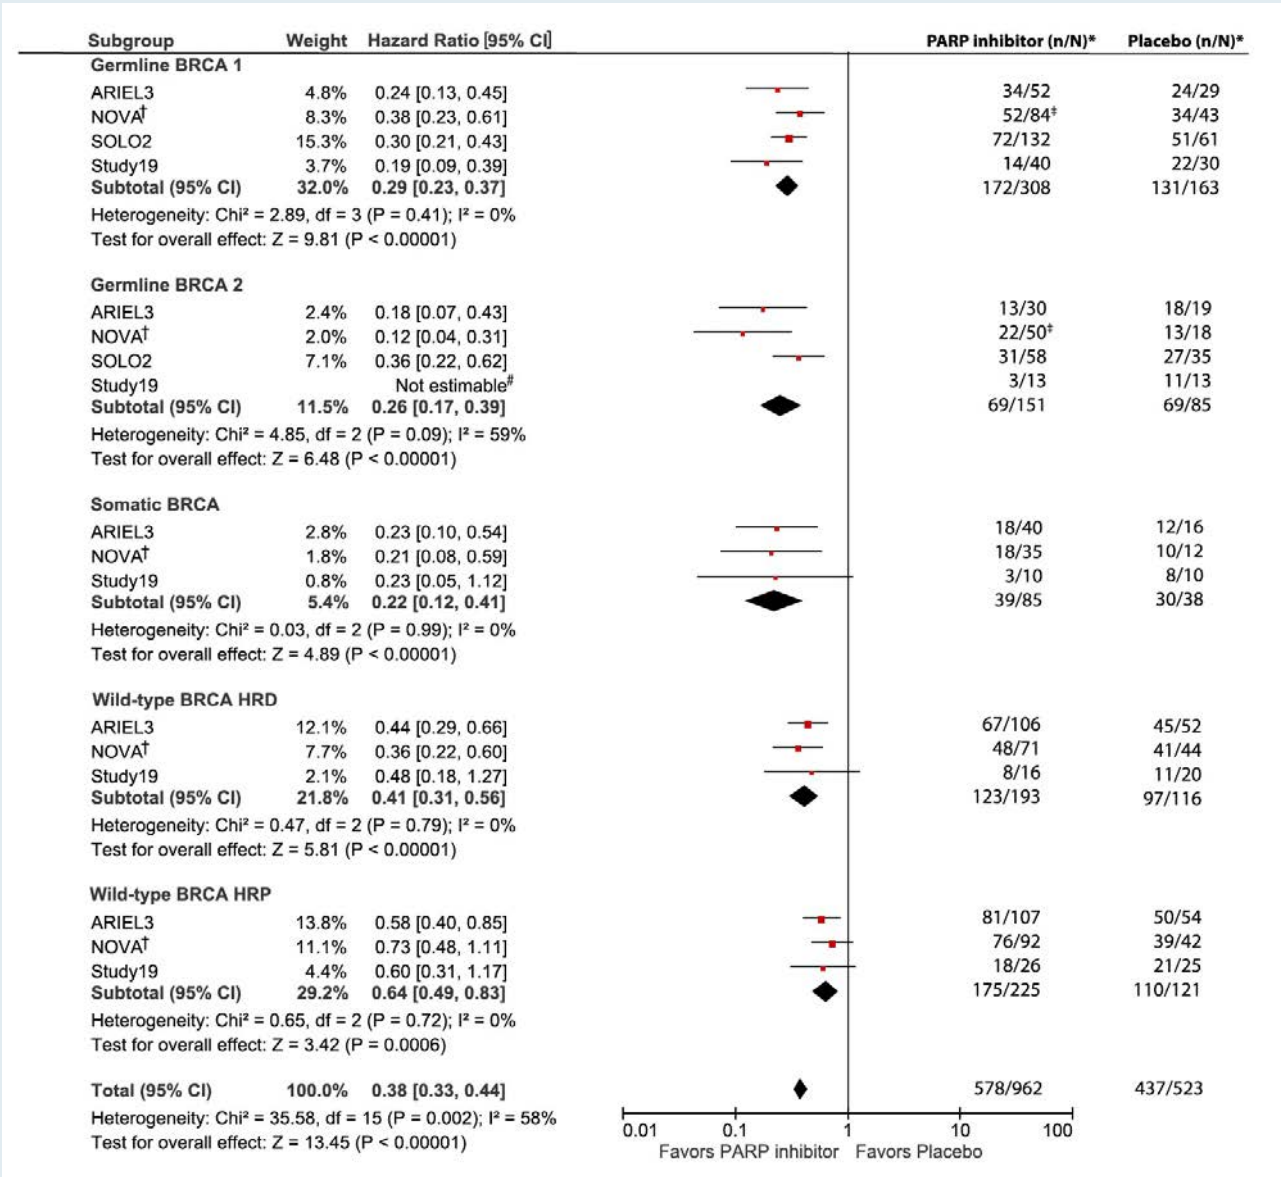 Subgroup Weight Hazard Ratio [95% CI] PARP inhibitor (n/N)* Placebo (n/N)*
Germline BRCA 1
ARIEL3 4.8% 0.24 [0.13, 0.45] 34/52 24/29
NOVA† 8.3% 0.38 [0.23, 0.61] 52/84‡ 34/43
SOLO2 15.3% 0.30 [0.21, 0.43] 72/132 51/61
Study19 3.7% 0.19 [0.09, 0.39] 14/40 22/30
Subtotal (95% CI) 32.0% 0.29 [0.23, 0.37] 172/308 131/163
Heterogeneity: Chi² = 2.89, df = 3 (P = 0.41); I² = 0%
Test for overall effect: Z = 9.81 (P < 0.00001)
Germline BRCA 2
ARIEL3 2.4% 0.18 [0.07, 0.43] 13/30 18/19
NOVA† 2.0% 0.12 [0.04, 0.31] 22/50‡ 13/18
SOLO2 7.1% 0.36 [0.22, 0.62] 31/58 27/35
Study19 Not estimable# 3/13 11/13
Subtotal (95% CI) 11.5% 0.26 [0.17, 0.39] 69/151 69/85
Heterogeneity: Chi² = 4.85, df = 2 (P = 0.09); I² = 59%
Test for overall effect: Z = 6.48 (P < 0.00001)
Somatic BRCA
ARIEL3 2.8% 0.23 [0.10, 0.54] 18/40 12/16
NOVA† 1.8% 0.21 [0.08, 0.59] 18/35 10/12
Study19 0.8% 0.23 [0.05, 1.12] 3/10 8/10
Subtotal (95% CI) 5.4% 0.22 [0.12, 0.41] 39/85 30/38
Heterogeneity: Chi² = 0.03, df = 2 (P = 0.99); I² = 0%
Test for overall effect: Z = 4.89 (P < 0.00001)
Wild-type BRCA HRD
ARIEL3 12.1% 0.44 [0.29, 0.66] 67/106 45/52
NOVA† 7.7% 0.36 [0.22, 0.60] 48/71 41/44
Study19 2.1% 0.48 [0.18, 1.27] 8/16 11/20
Subtotal (95% CI) 21.8% 0.41 [0.31, 0.56] 123/193 97/116
Heterogeneity: Chi² = 0.47, df = 2 (P = 0.79); I² = 0%
Test for overall effect: Z = 5.81 (P < 0.00001)
Wild-type BRCA HRP
ARIEL3 13.8% 0.58 [0.40, 0.85] 81/107 50/54
NOVA† 11.1% 0.73 [0.48, 1.11] 76/92 39/42
Study19 4.4% 0.60 [0.31, 1.17] 18/26 21/25
Subtotal (95% CI) 29.2% 0.64 [0.49, 0.83] 175/225 110/121
Heterogeneity: Chi² = 0.65, df = 2 (P = 0.72); I² = 0%
Test for overall effect: Z = 3.42 (P = 0.0006)
Total (95% CI) 100.0% 0.38 [0.33, 0.44] 578/962 437/523
Heterogeneity: Chi² = 35.58, df = 15 (P = 0.002); I² = 58%
Test for overall effect: Z = 13.45 (P < 0.00001)
0.01 0.1 1 10 100
Favors PARP inhibitor Favors Placebo